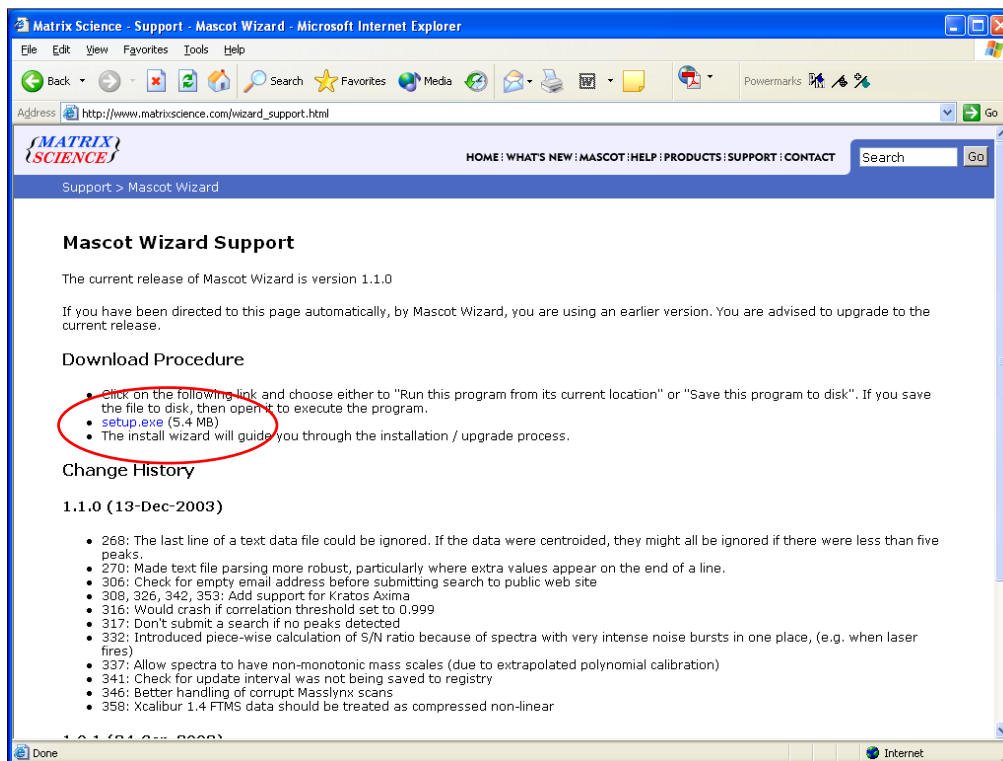 Matrix Science - Support - Mascot Wizard - Microsoft Internet Explorer
File Edit View Favorites Tools Help
Back Search Favorites Media Powermarks
Address http://www.matrixscience.com/wizard_support.html Go
{MATRIX}
{SCIENCE}
HOME WHAT'S NEW MASCOT HELP PRODUCTS SUPPORT CONTACT Search Go
Support > Mascot Wizard
Mascot Wizard Support
The current release of Mascot Wizard is version 1.1.0
If you have been directed to this page automatically, by Mascot Wizard, you are using an earlier version. You are advised to upgrade to the
current release.
Download Procedure
Click on the following link and choose either to "Run this program from its current location" or "Save this program to disk". If you save
the file to disk, then open it to execute the program.
setup.exe (5.4 MB)
The install wizard will guide you through the installation / upgrade process.
Change History
1.1.0 (13-Dec-2003)
268: The last line of a text data file could be ignored. If the data were centroided, they might all be ignored if there were less than five
peaks.
270: Made text file parsing more robust, particularly where extra values appear on the end of a line.
306: Check for empty email address before submitting search to public web site
308, 326, 342, 353: Add support for Kratos Axima
316: Would crash if correlation threshold set to 0.999
317: Don't submit a search if no peaks detected
332: Introduced piece-wise calculation of S/N ratio because of spectra with very intense noise bursts in one place, (e.g. when laser
fires)
337: Allow spectra to have non-monotonic mass scales (due to extrapolated polynomial calibration)
341: Check for update interval was not being saved to registry
346: Better handling of corrupt Masslynx scans
358: Xcalibur 1.4 FTMS data should be treated as compressed non-linear
Done Internet